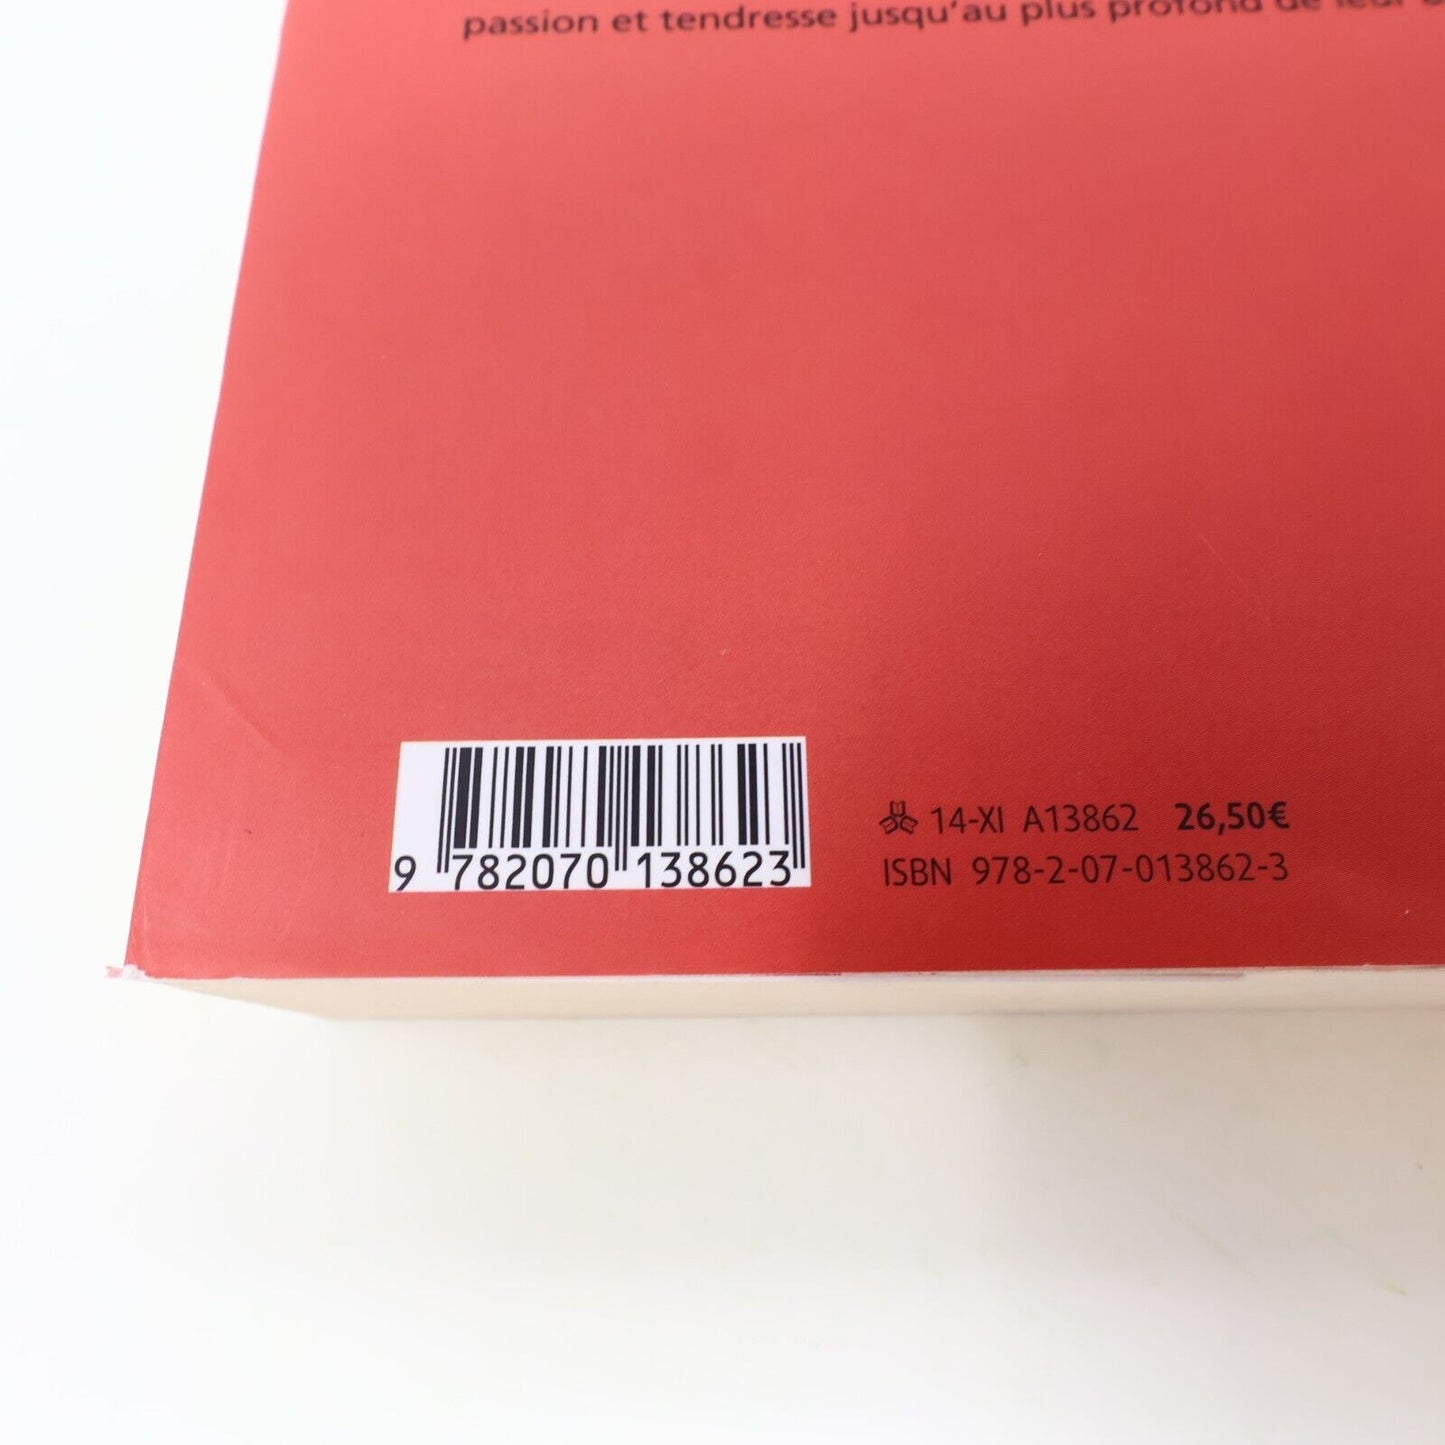 passion et tendresse jusqu'au plus profond de leur
14-XI A13862 26,50€
ISBN 978-2-07-013862-3
9 782070 138623